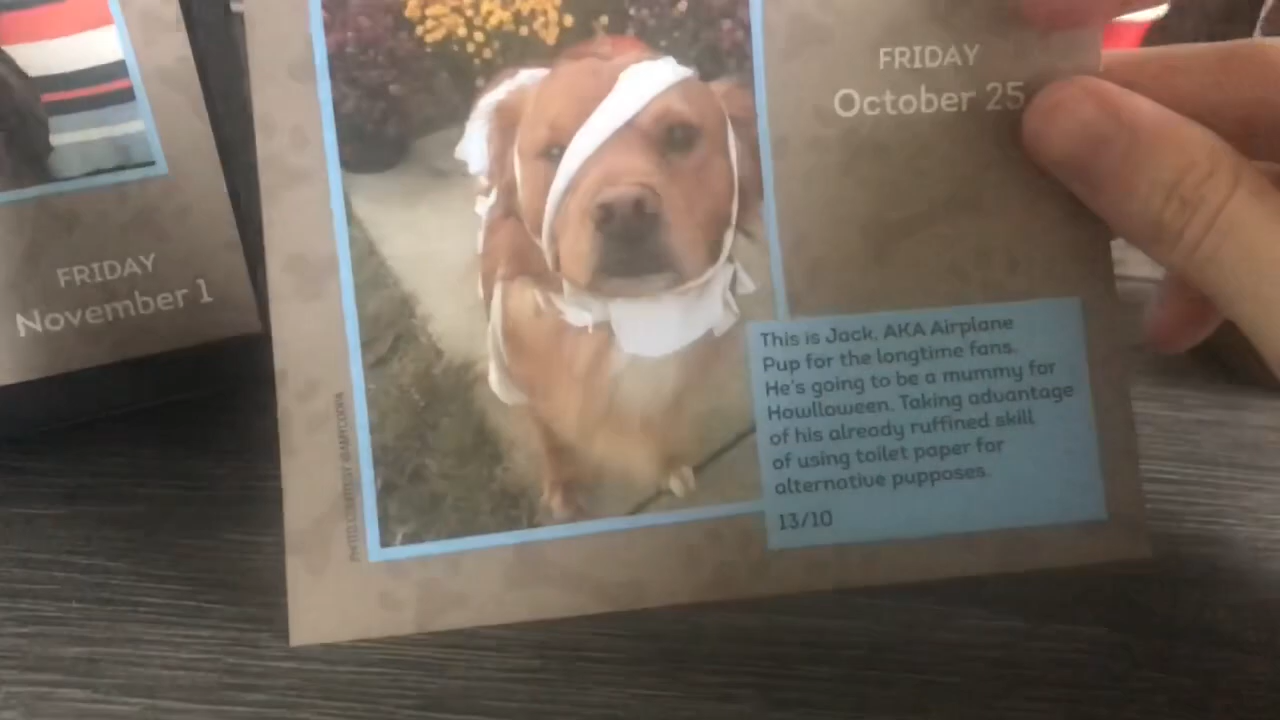 FRIDAY
October 25
This is Jack, AKA Airplane
Pup for the longtime fans.
He's going to be a mummy for
Howlloween. Taking advantage
of his already ruffined skill
of using toilet paper for
alternative pupposes.
13/10
PHOTO COURTESY
FRIDAY
November 1